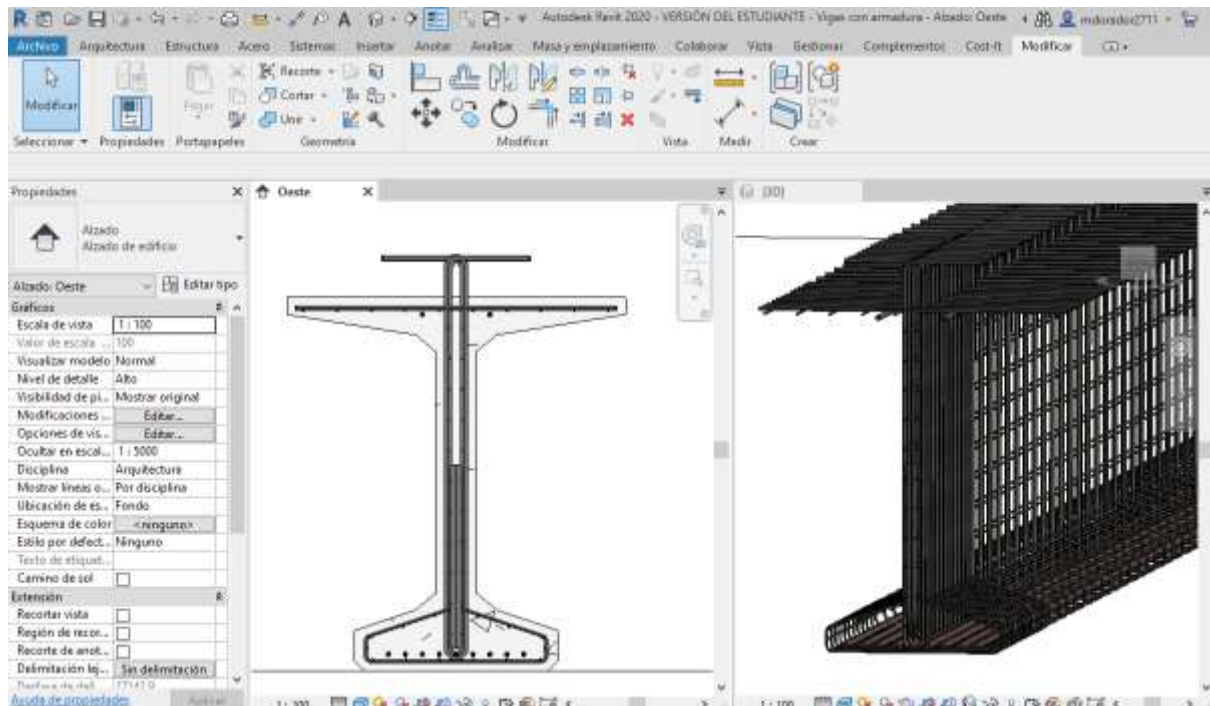 Autodesk Revit 2020 - VERSIÓN DEL ESTUDIANTE - Vigas con armadura - Alzado: Oeste
mdorador2711
Archivo Arquitectura Estructura Acero Sistemas Insertar Anotar Analizar Masa y emplazamiento Colaborar Vista Gestionar Complementos Cost-It Modificar
Modificar
Pegar
Recorte
Cortar
Une
Seleccionar Propiedades Portapapeles Geometría Modificar Vista Medir Crear
Propiedades
Oeste
{3D}
Alzado
Alzado de edificio
Alzado: Oeste
Editar tipo
Gráficos
Escala de vista 1 : 100
Valor de escala ... 100
Visualizar modelo Normal
Nivel de detalle Alto
Visibilidad de pi... Mostrar original
Modificaciones ... Editar...
Opciones de vis... Editar...
Ocultar en escal... 1 : 5000
Disciplina Arquitectura
Mostrar líneas o... Por disciplina
Ubicación de es... Fondo
Esquema de color <ninguno>
Estilo por defect... Ninguno
Texto de etiquet...
Camino de sol
Extensión
Recortar vista
Región de recor...
Recorte de anot...
Delimitación lej... Sin delimitación
Ayuda de propiedades
Aplicar
1 : 100
1 : 100